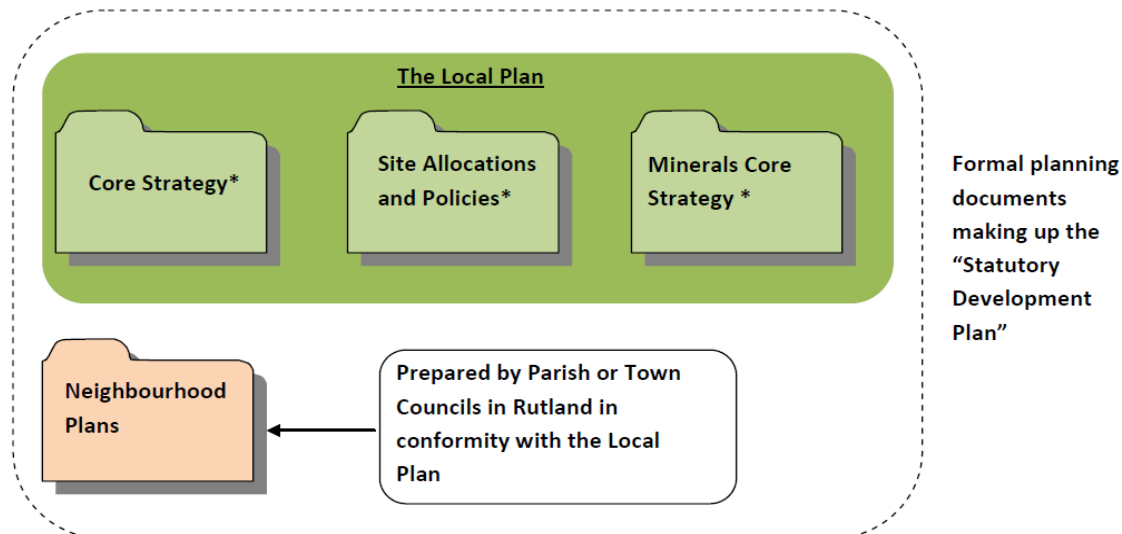 The Local Plan
Core Strategy*
Site Allocations
and Policies*
Minerals Core
Strategy *
Formal planning
documents
making up the
“Statutory
Development
Plan”
Neighbourhood
Plans
Prepared by Parish or Town
Councils in Rutland in
conformity with the Local
Plan